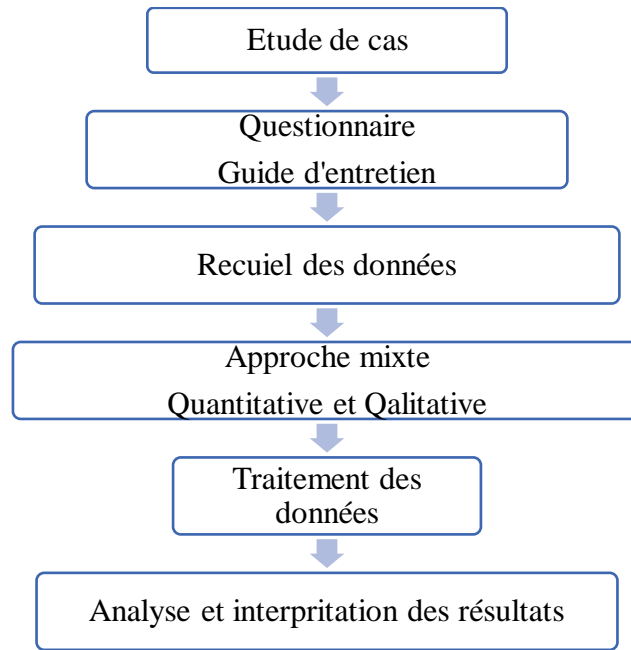 Etude de cas
Questionnaire
Guide d'entretien
Recuiel des données
Approche mixte
Quantitative et Qalitative
Traitement des
données
Analyse et interpritation des résultats